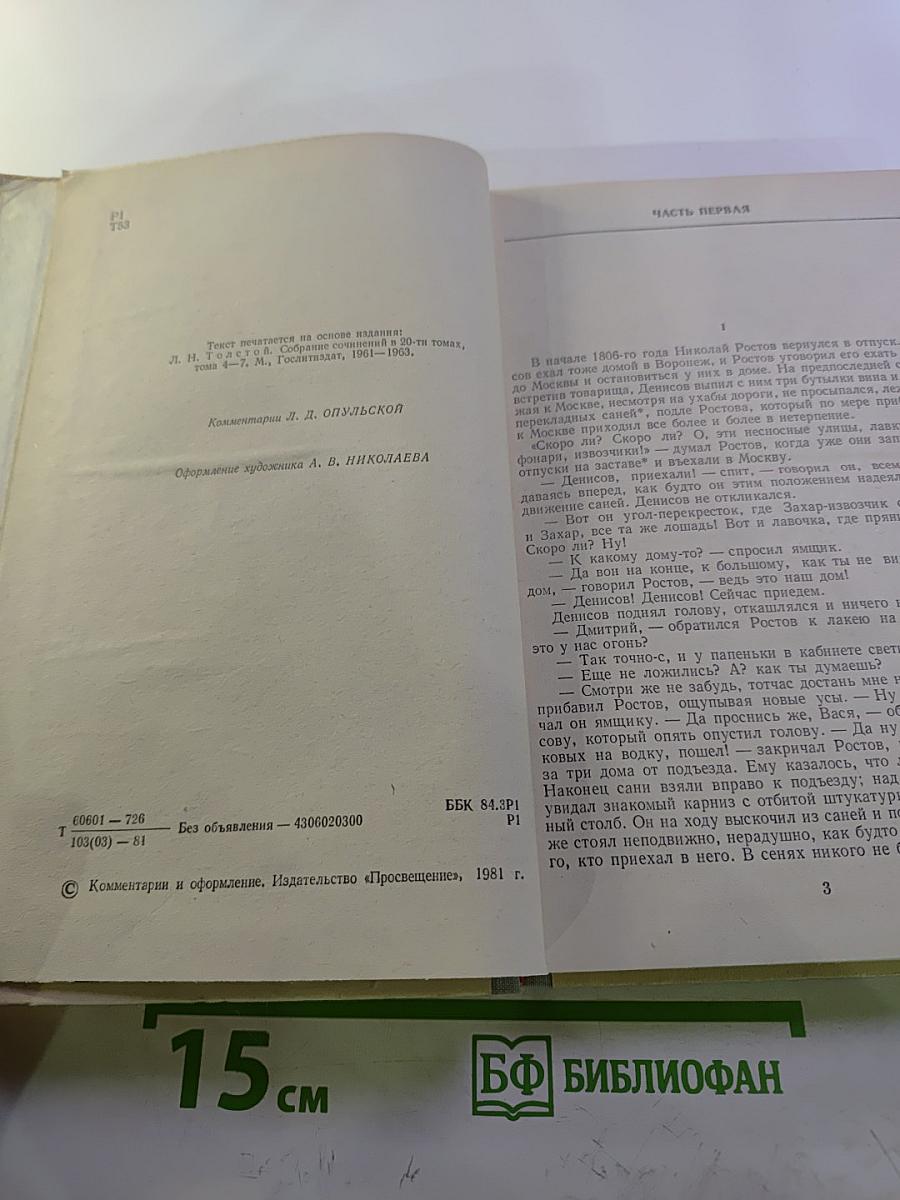 Р1
Т53
Текст печатается на основе издания:
Л. Н. Толстой. Собрание сочинений в 20-ти томах,
тома 4—7. М., Гослитиздат, 1961—1963.
Комментарии Л. Д. ОПУЛЬСКОЙ
Оформление художника А. В. НИКОЛАЕВА
ББК 84.3Р1
Р1
Т 60601 — 726
103(03) — 81
Без объявления — 4306020300
© Комментарии и оформление. Издательство «Просвещение», 1981 г.
ЧАСТЬ ПЕРВАЯ
1
В начале 1806-го года Николай Ростов вернулся в отпуск.
сов ехал тоже домой в Воронеж, и Ростов уговорил его ехать
до Москвы и остановиться у них в доме. На предпоследней
встретив товарища, Денисов выпил с ним три бутылки вина и
жая к Москве, несмотря на ухабы дороги, не просыпался, ле
перекладных саней*, подле Ростова, который по мере при
к Москве приходил все более и более в нетерпение.
«Скоро ли? Скоро ли? О, эти несносные улицы, лавк
фонари, извозчики!» — думал Ростов, когда уже они зап
отпуски на заставе* и въехали в Москву.
— Денисов, приехали! — спит, — говорил он, всем
даваясь вперед, как будто он этим положением надеял
движение саней. Денисов не откликался.
— Вот он угол-перекресток, где Захар-извозчик
и Захар, все та же лошадь! Вот и лавочка, где прян
Скоро ли? Ну!
— К какому дому-то? — спросил ямщик.
— Да вон на конце, к большому, как ты не ви
дом, — говорил Ростов, — ведь это наш дом!
— Денисов! Денисов! Сейчас приедем.
Денисов поднял голову, откашлялся и ничего
— Дмитрий, — обратился Ростов к лакею на
это у нас огонь?
— Так точно-с, и у папеньки в кабинете свети
— Еще не ложились? А? как ты думаешь?
— Смотри же не забудь, тотчас достань мне
прибавил Ростов, ощупывая новые усы. — Ну
чал он ямщику. — Да проснись же, Вася, — об
сову, который опять опустил голову. — Да ну
ковых на водку, пошел! — закричал Ростов,
за три дома от подъезда. Ему казалось, что
Наконец сани взяли вправо к подъезду; над
увидал знакомый карниз с отбитой штукатур
ный столб. Он на ходу выскочил из саней и по
же стоял неподвижно, нерадушно, как будто
го, кто приехал в него. В сенях никого не
3
15 см
БФ БИБЛИОФАН